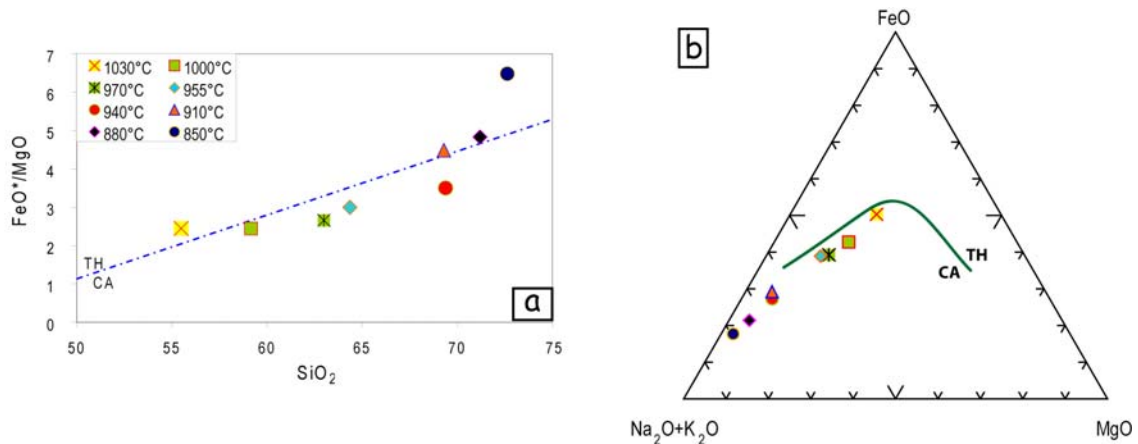 a
7
6
5
4
3
2
1
0
FeO*/MgO
1030°C 1000°C
970°C 955°C
940°C 910°C
880°C 850°C
TH
CA
50 55 60 65 70 75
SiO₂
b
FeO
TH
CA
Na₂O+K₂O MgO